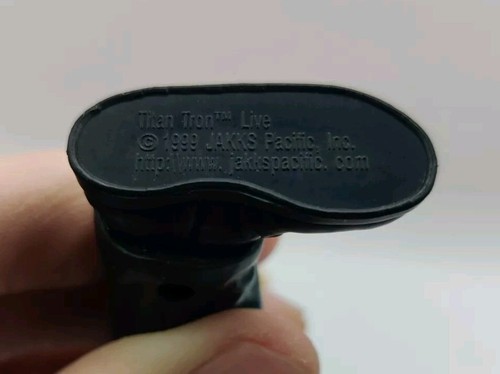 Titan Tron™ Live
© 1999 JAKKS Pacific, Inc.
http://www.jakkspacific.com